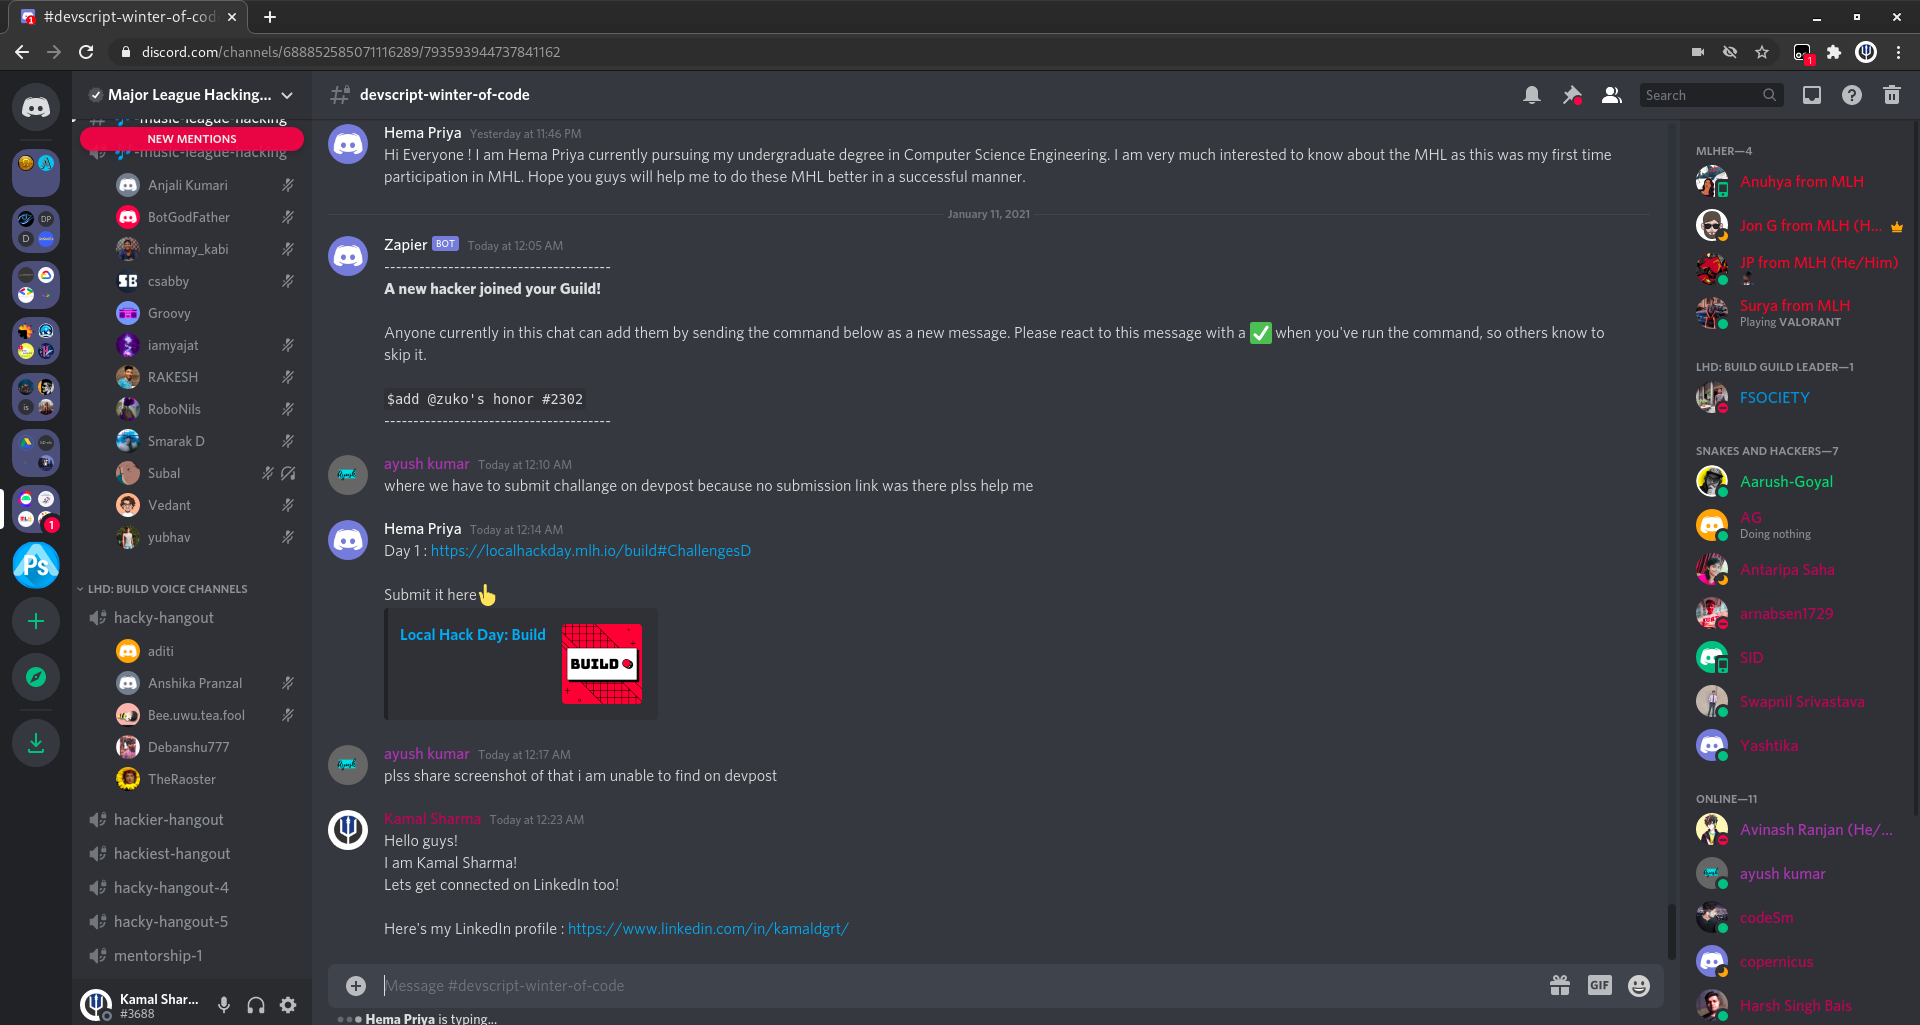 #devscript-winter-of-cod
discord.com/channels/688852585071116289/793593944737841162
1
Major League Hacking...
music-league-hacking
NEW MENTIONS
-music-league-hacking
Anjali Kumari
BotGodFather
chinmay_kabi
csabby
Groovy
iamyajat
RAKESH
RoboNils
Smarak D
Subal
Vedant
yubhav
LHD: BUILD VOICE CHANNELS
hacky-hangout
aditi
Anshika Pranzal
Bee.uwu.tea.fool
Debanshu777
TheRaoster
hackier-hangout
hackiest-hangout
hacky-hangout-4
hacky-hangout-5
mentorship-1
Kamal Shar...
#3688
DP
D
is
1
Ps
SB
devscript-winter-of-code
Search
Hema Priya Yesterday at 11:46 PM
Hi Everyone ! I am Hema Priya currently pursuing my undergraduate degree in Computer Science Engineering. I am very much interested to know about the MHL as this was my first time
participation in MHL. Hope you guys will help me to do these MHL better in a successful manner.
January 11, 2021
Zapier BOT Today at 12:05 AM
---------------------------------------
A new hacker joined your Guild!
Anyone currently in this chat can add them by sending the command below as a new message. Please react to this message with a ✅ when you've run the command, so others know to
skip it.
$add @zuko's honor #2302
---------------------------------------
ayush kumar Today at 12:10 AM
where we have to submit challange on devpost because no submission link was there plss help me
Hema Priya Today at 12:14 AM
Day 1 : https://localhackday.mlh.io/build#ChallengesD
Submit it here👆
Local Hack Day: Build
BUILD
ayush kumar Today at 12:17 AM
plss share screenshot of that i am unable to find on devpost
Kamal Sharma Today at 12:23 AM
Hello guys!
I am Kamal Sharma!
Lets get connected on LinkedIn too!
Here's my LinkedIn profile : https://www.linkedin.com/in/kamaldgrt/
Message #devscript-winter-of-code
GIF
Hema Priya is typing...
MLHER—4
Anuhya from MLH
Jon G from MLH (H...
JP from MLH (He/Him)
Surya from MLH
Playing VALORANT
LHD: BUILD GUILD LEADER—1
FSOCIETY
SNAKES AND HACKERS—7
Aarush-Goyal
AG
Doing nothing
Antaripa Saha
arnabsen1729
SID
Swapnil Srivastava
Yashtika
ONLINE—11
Avinash Ranjan (He/...
ayush kumar
codeSm
copernicus
Harsh Singh Bais